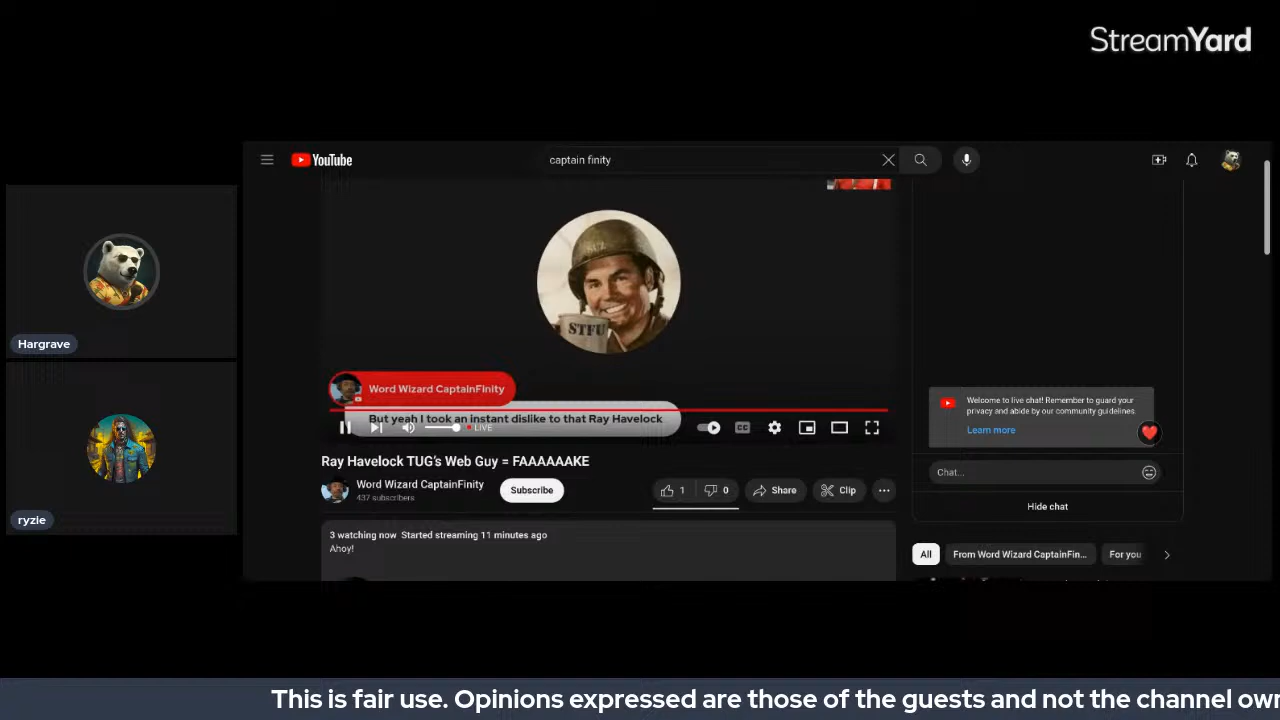 StreamYard
YouTube
captain finity
SUZ
STFU
Word Wizard CaptainFinity
But yeah I took an instant dislike to that Ray Havelock
LIVE
CC
Ray Havelock TUG's Web Guy = FAAAAAAKE
Word Wizard CaptainFinity
437 subscribers
Subscribe
1
0
Share
Clip
3 watching now Started streaming 11 minutes ago
Ahoy!
Welcome to live chat! Remember to guard your
privacy and abide by our community guidelines.
Learn more
Chat...
Hide chat
All
From Word Wizard CaptainFin...
For you
Hargrave
ryzie
This is fair use. Opinions expressed are those of the guests and not the channel own